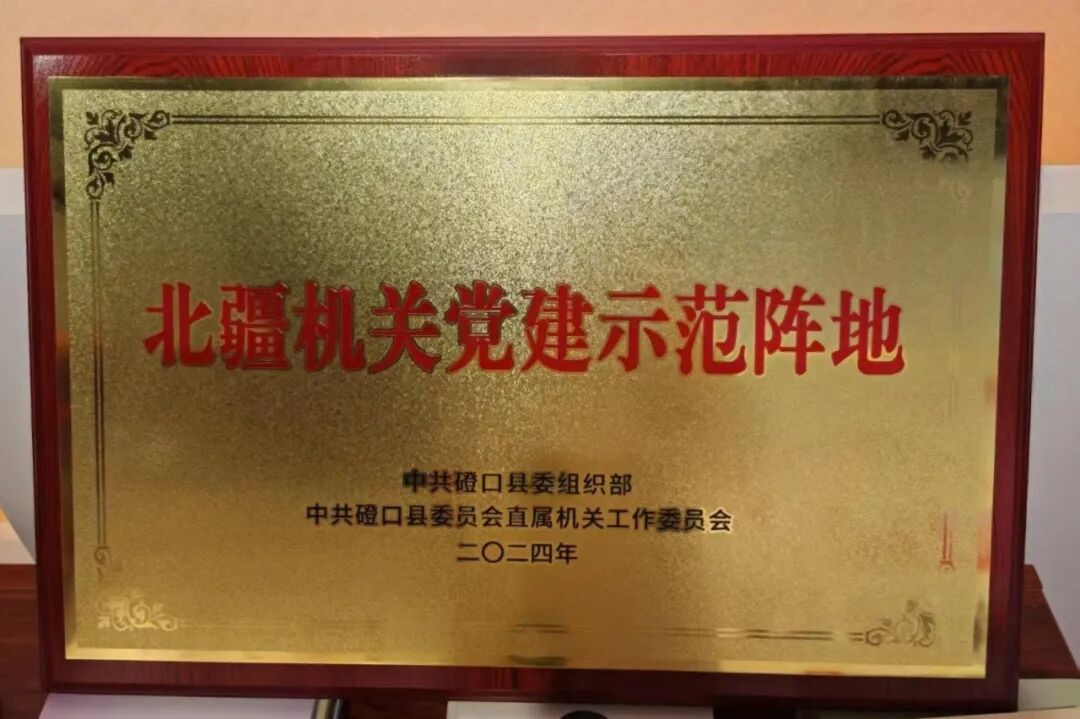 北疆机关党建示范阵地
中共磴口县委组织部
中共磴口县委员会直属机关工作委员会
二〇二四年